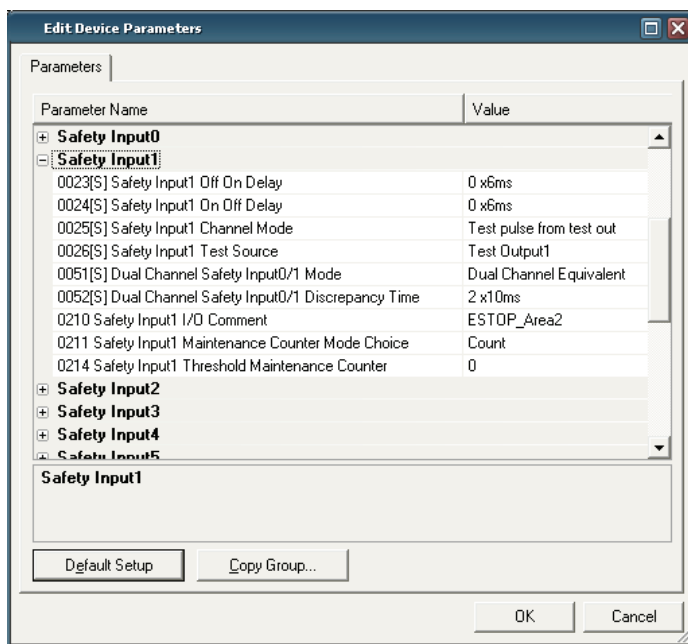 Edit Device Parameters
Parameters
Parameter Name Value
Safety Input0
Safety Input1
0023[S] Safety Input1 Off On Delay 0 x6ms
0024[S] Safety Input1 On Off Delay 0 x6ms
0025[S] Safety Input1 Channel Mode Test pulse from test out
0026[S] Safety Input1 Test Source Test Output1
0051[S] Dual Channel Safety Input0/1 Mode Dual Channel Equivalent
0052[S] Dual Channel Safety Input0/1 Discrepancy Time 2 x10ms
0210 Safety Input1 I/O Comment ESTOP_Area2
0211 Safety Input1 Maintenance Counter Mode Choice Count
0214 Safety Input1 Threshold Maintenance Counter 0
Safety Input2
Safety Input3
Safety Input4
Safety Input5
Safety Input1
Default Setup Copy Group...
OK Cancel